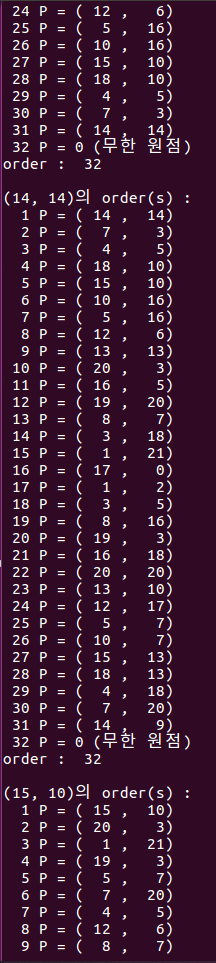 24 P = ( 12 ,   6)
25 P = (  5 ,  16)
26 P = ( 10 ,  16)
27 P = ( 15 ,  10)
28 P = ( 18 ,  10)
29 P = (  4 ,   5)
30 P = (  7 ,   3)
31 P = ( 14 ,  14)
32 P = 0 (무한 원점)
order :  32
(14, 14)의 order(s) :
1 P = ( 14 ,  14)
2 P = (  7 ,   3)
3 P = (  4 ,   5)
4 P = ( 18 ,  10)
5 P = ( 15 ,  10)
6 P = ( 10 ,  16)
7 P = (  5 ,  16)
8 P = ( 12 ,   6)
9 P = ( 13 ,  13)
10 P = ( 20 ,   3)
11 P = ( 16 ,   5)
12 P = ( 19 ,  20)
13 P = (  8 ,   7)
14 P = (  3 ,  18)
15 P = (  1 ,  21)
16 P = ( 17 ,   0)
17 P = (  1 ,   2)
18 P = (  3 ,   5)
19 P = (  8 ,  16)
20 P = ( 19 ,   3)
21 P = ( 16 ,  18)
22 P = ( 20 ,  20)
23 P = ( 13 ,  10)
24 P = ( 12 ,  17)
25 P = (  5 ,   7)
26 P = ( 10 ,   7)
27 P = ( 15 ,  13)
28 P = ( 18 ,  13)
29 P = (  4 ,  18)
30 P = (  7 ,  20)
31 P = ( 14 ,   9)
32 P = 0 (무한 원점)
order :  32
(15, 10)의 order(s) :
1 P = ( 15 ,  10)
2 P = ( 20 ,   3)
3 P = (  1 ,  21)
4 P = ( 19 ,   3)
5 P = (  5 ,   7)
6 P = (  7 ,  20)
7 P = (  4 ,   5)
8 P = ( 12 ,   6)
9 P = (  8 ,   7)